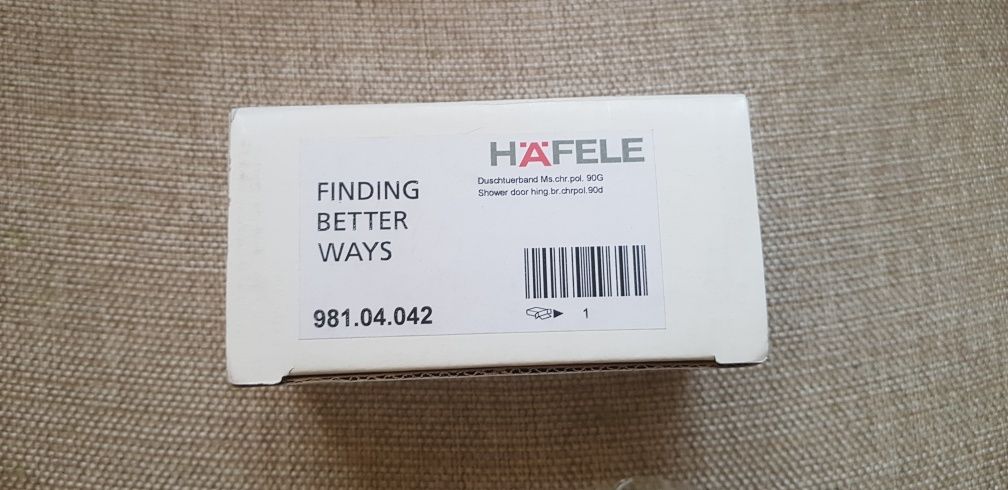 HÄFELE
Duschtuerband Ms.chr.pol. 90G
Shower door hing.br.chrpol.90d
FINDING
BETTER
WAYS
981.04.042
1